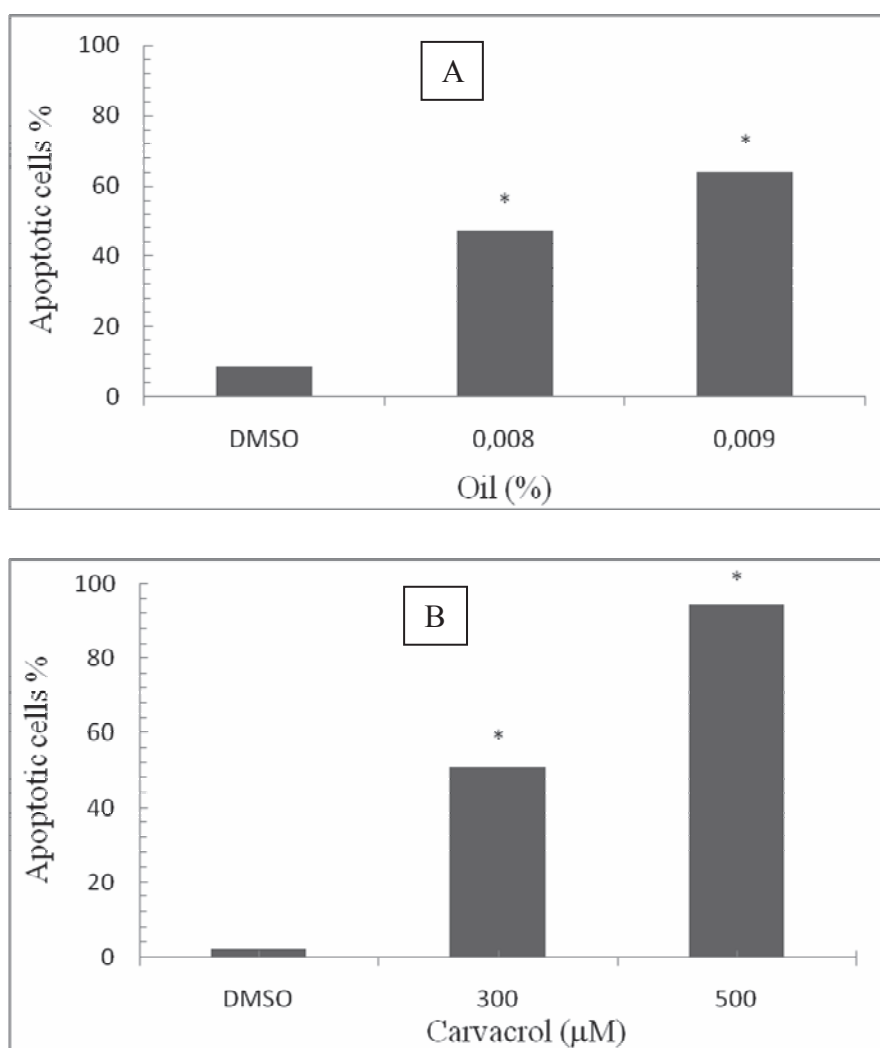 A
Apoptotic cells %
100
80
60
40
20
0
*
*
DMSO 0,008 0,009
Oil (%)
B
Apoptotic cells %
100
80
60
40
20
0
*
*
DMSO 300 500
Carvacrol (µM)